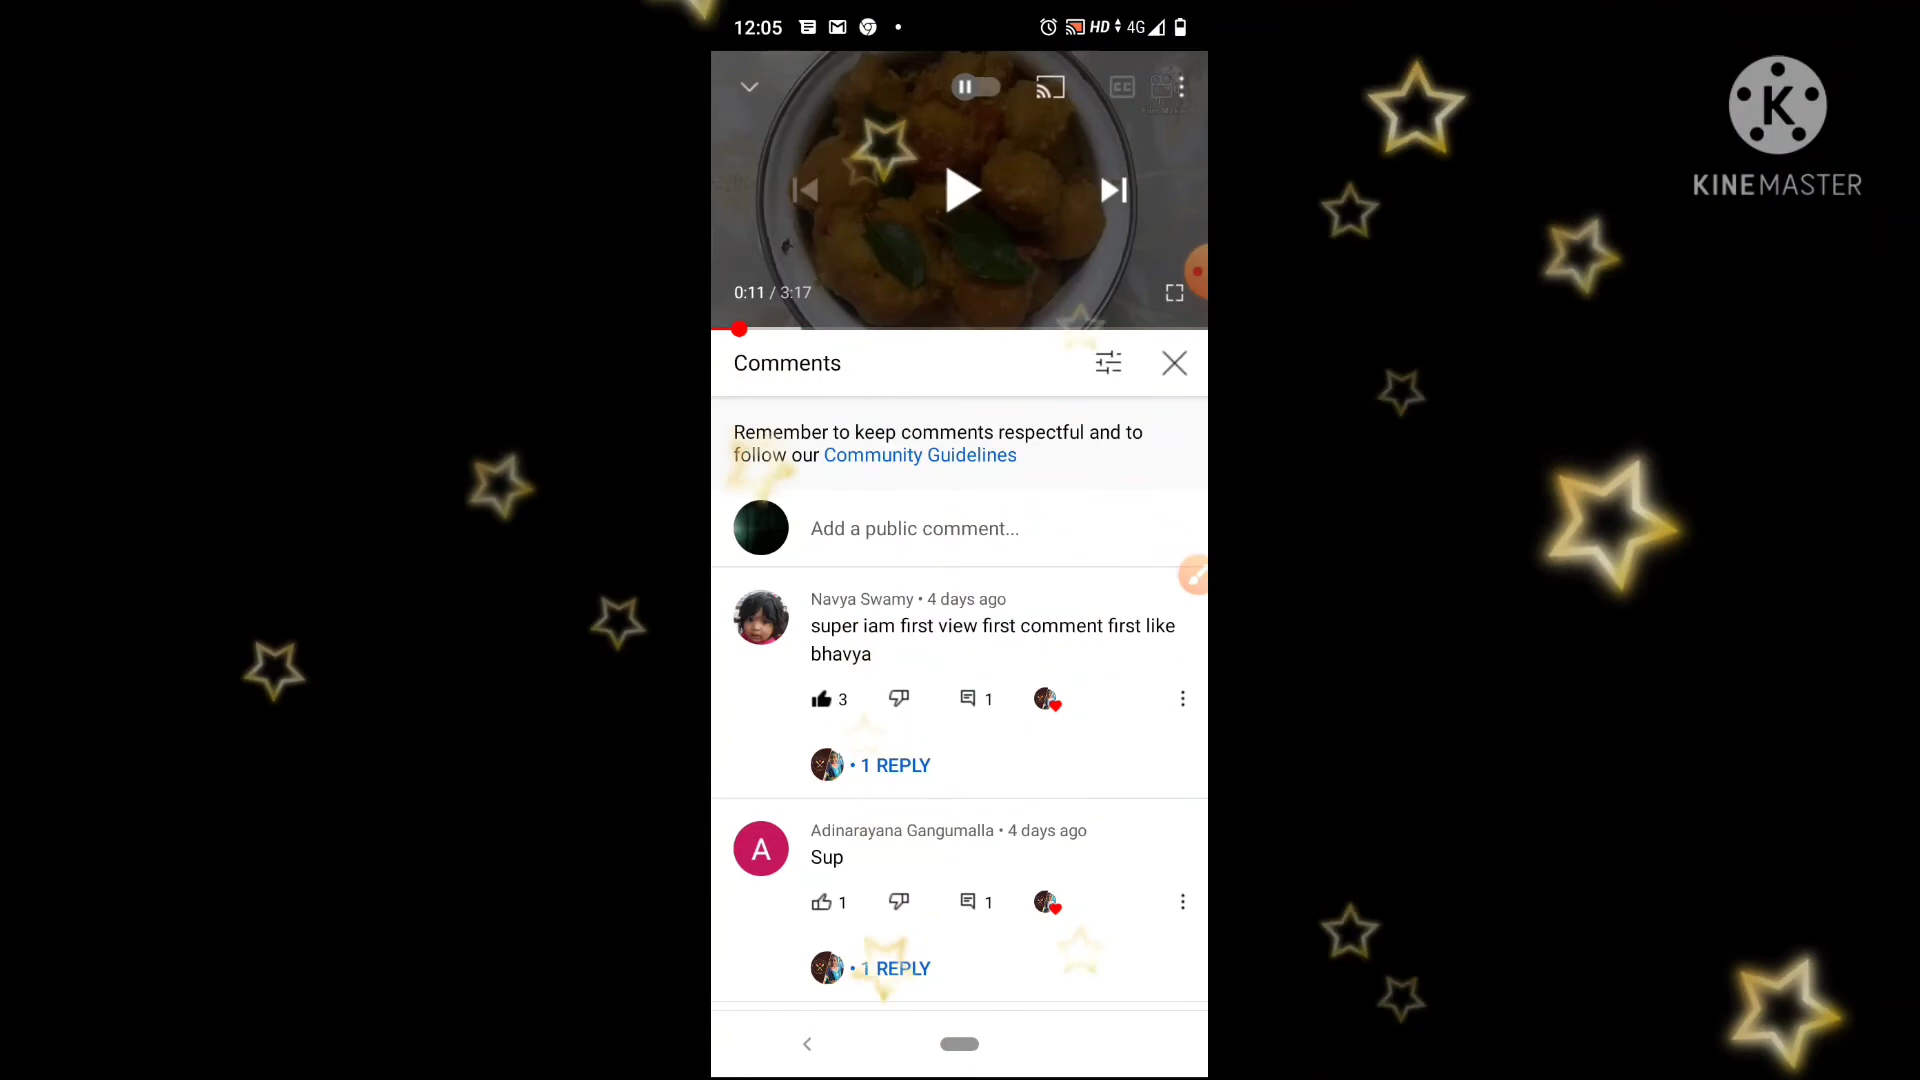 12:05
HD 4G
K
KINEMASTER
CC
0:11 / 3:17
Comments
Remember to keep comments respectful and to
follow our Community Guidelines
Add a public comment...
Navya Swamy • 4 days ago
super iam first view first comment first like
bhavya
3 1
• 1 REPLY
A
Adinarayana Gangumalla • 4 days ago
Sup
1 1
• 1 REPLY